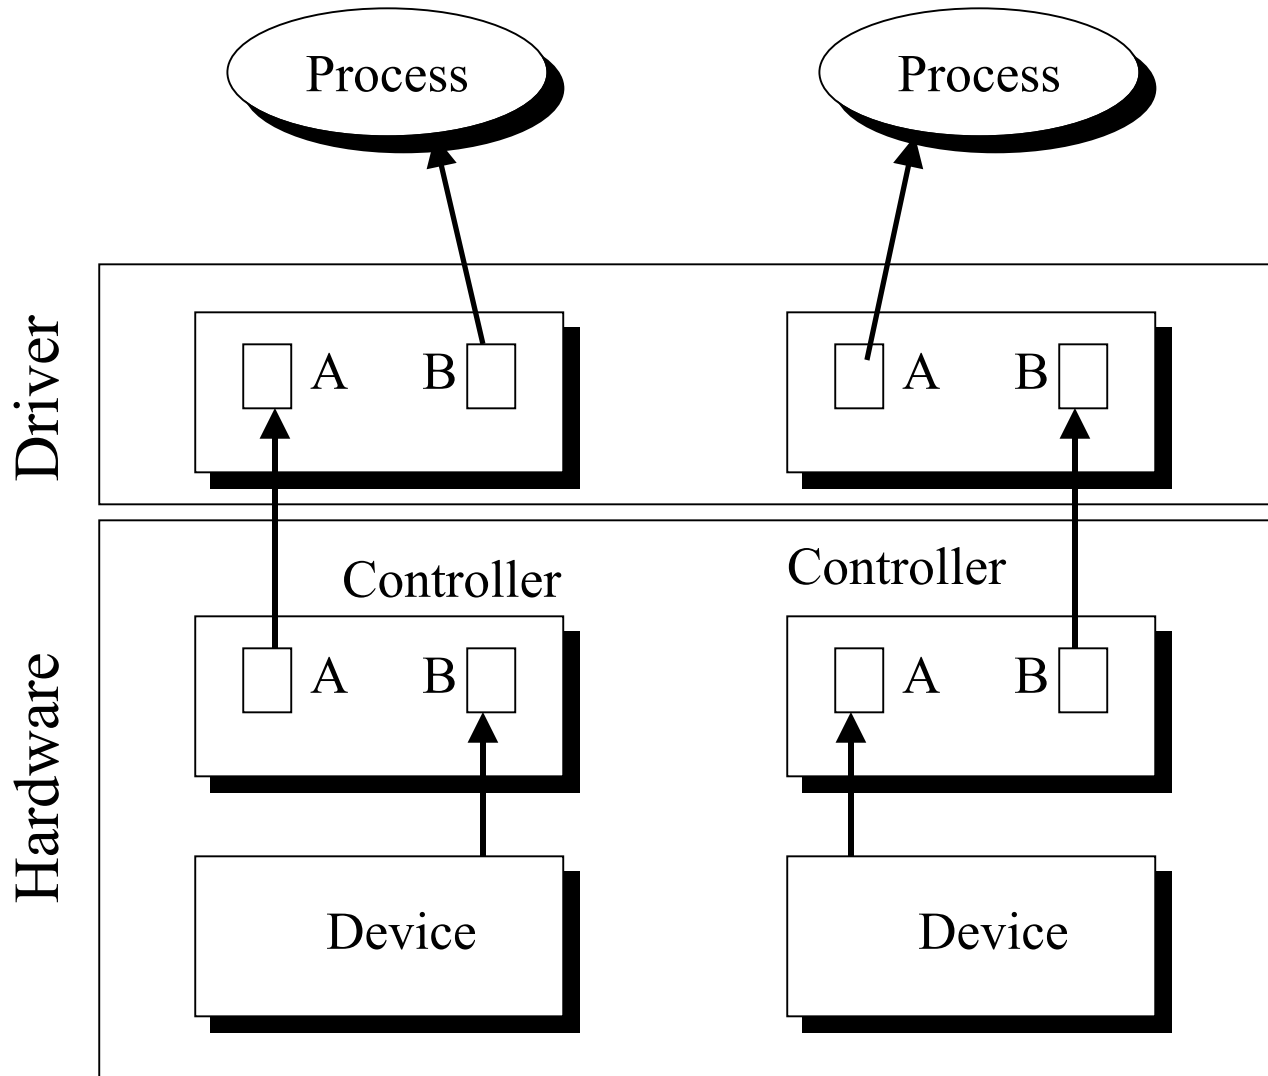 Process
Process
Driver
A
B
A
B
Controller
Controller
Hardware
A
B
A
B
Device
Device